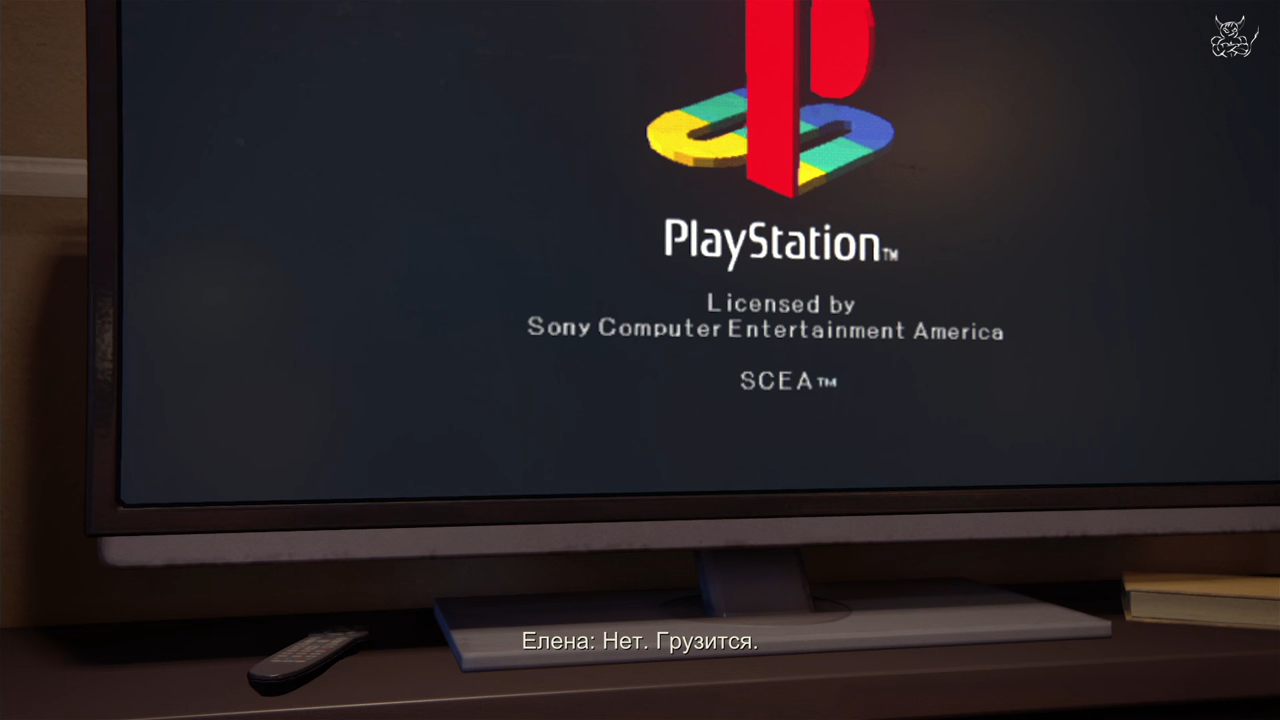 PlayStation™
Licensed by
Sony Computer Entertainment America
SCEA™
Елена: Нет. Грузится.